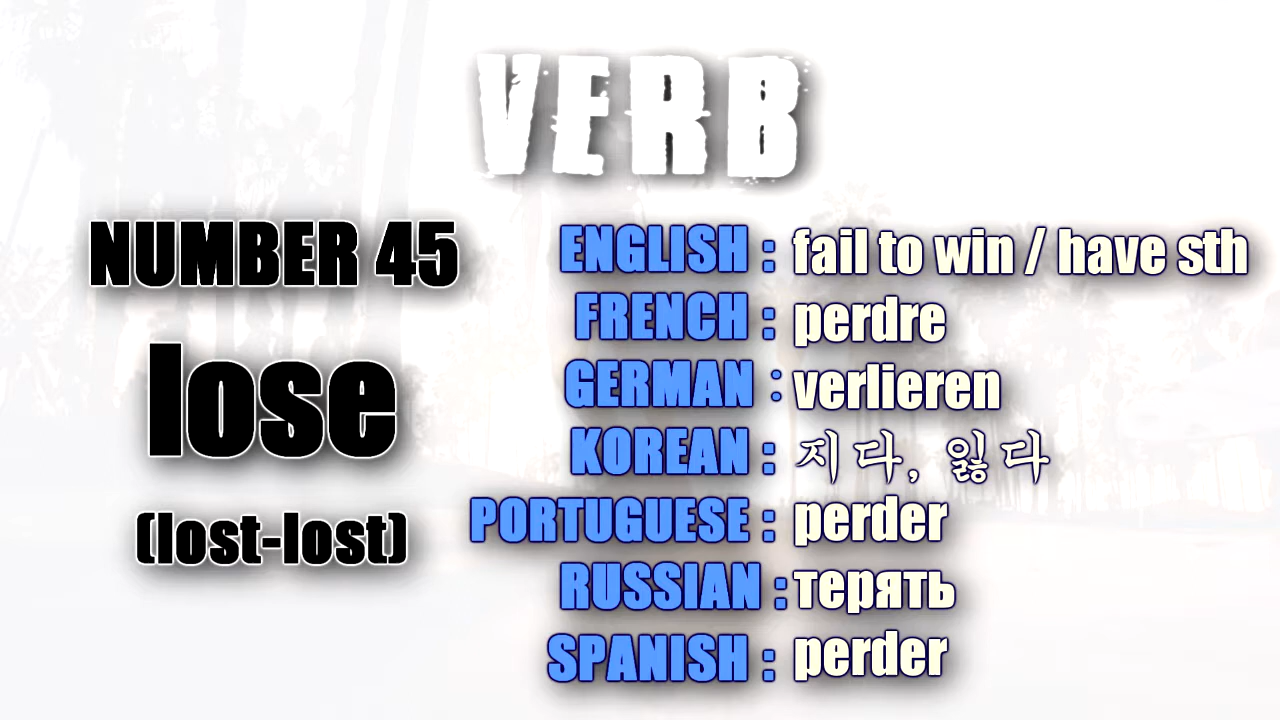 VERB
NUMBER 45
lose
(lost-lost)
ENGLISH : fail to win / have sth
FRENCH : perdre
GERMAN : verlieren
KOREAN : 지다, 잃다
PORTUGUESE : perder
RUSSIAN : терять
SPANISH : perder